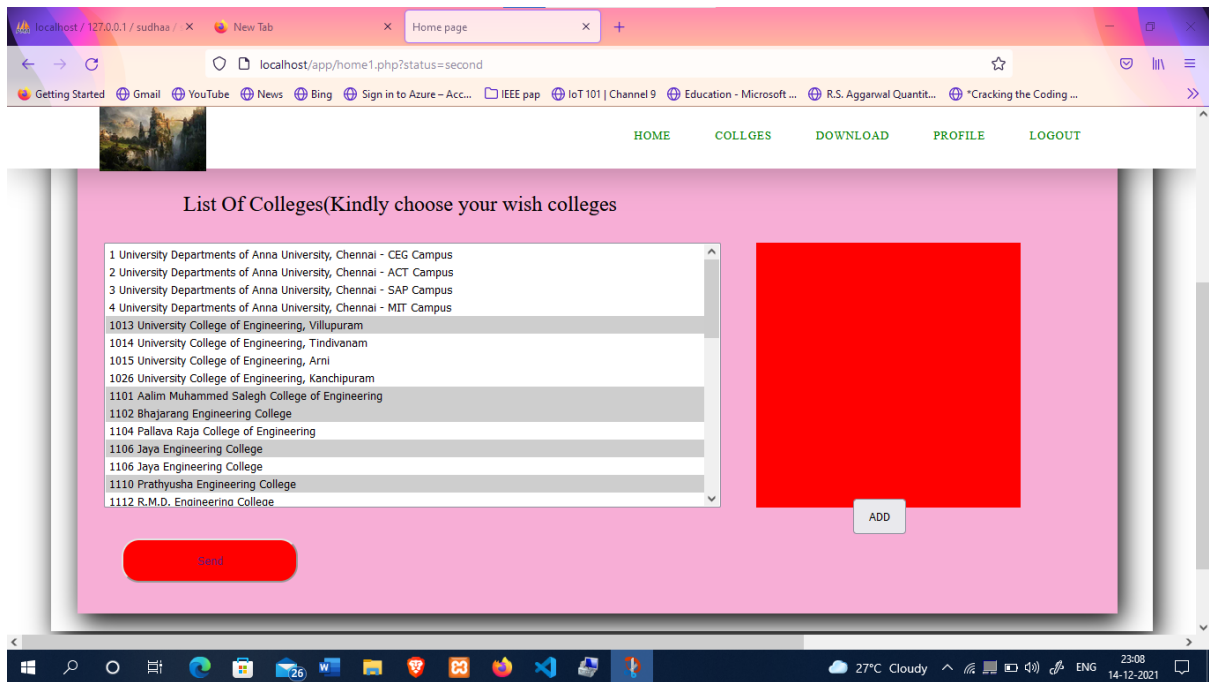 localhost / 127.0.0.1 / sudhaa /
New Tab
Home page
localhost/app/home1.php?status=second
Getting Started
Gmail
YouTube
News
Bing
Sign in to Azure – Acc...
IEEE pap
IoT 101 | Channel 9
Education - Microsoft ...
R.S. Aggarwal Quantit...
*Cracking the Coding ...
HOME
COLLGES
DOWNLOAD
PROFILE
LOGOUT
List Of Colleges(Kindly choose your wish colleges
1 University Departments of Anna University, Chennai - CEG Campus
2 University Departments of Anna University, Chennai - ACT Campus
3 University Departments of Anna University, Chennai - SAP Campus
4 University Departments of Anna University, Chennai - MIT Campus
1013 University College of Engineering, Villupuram
1014 University College of Engineering, Tindivanam
1015 University College of Engineering, Arni
1026 University College of Engineering, Kanchipuram
1101 Aalim Muhammed Salegh College of Engineering
1102 Bhajarang Engineering College
1104 Pallava Raja College of Engineering
1106 Jaya Engineering College
1106 Jaya Engineering College
1110 Prathyusha Engineering College
1112 R.M.D. Engineering College
ADD
Send
26
27°C Cloudy
ENG
23:08
14-12-2021